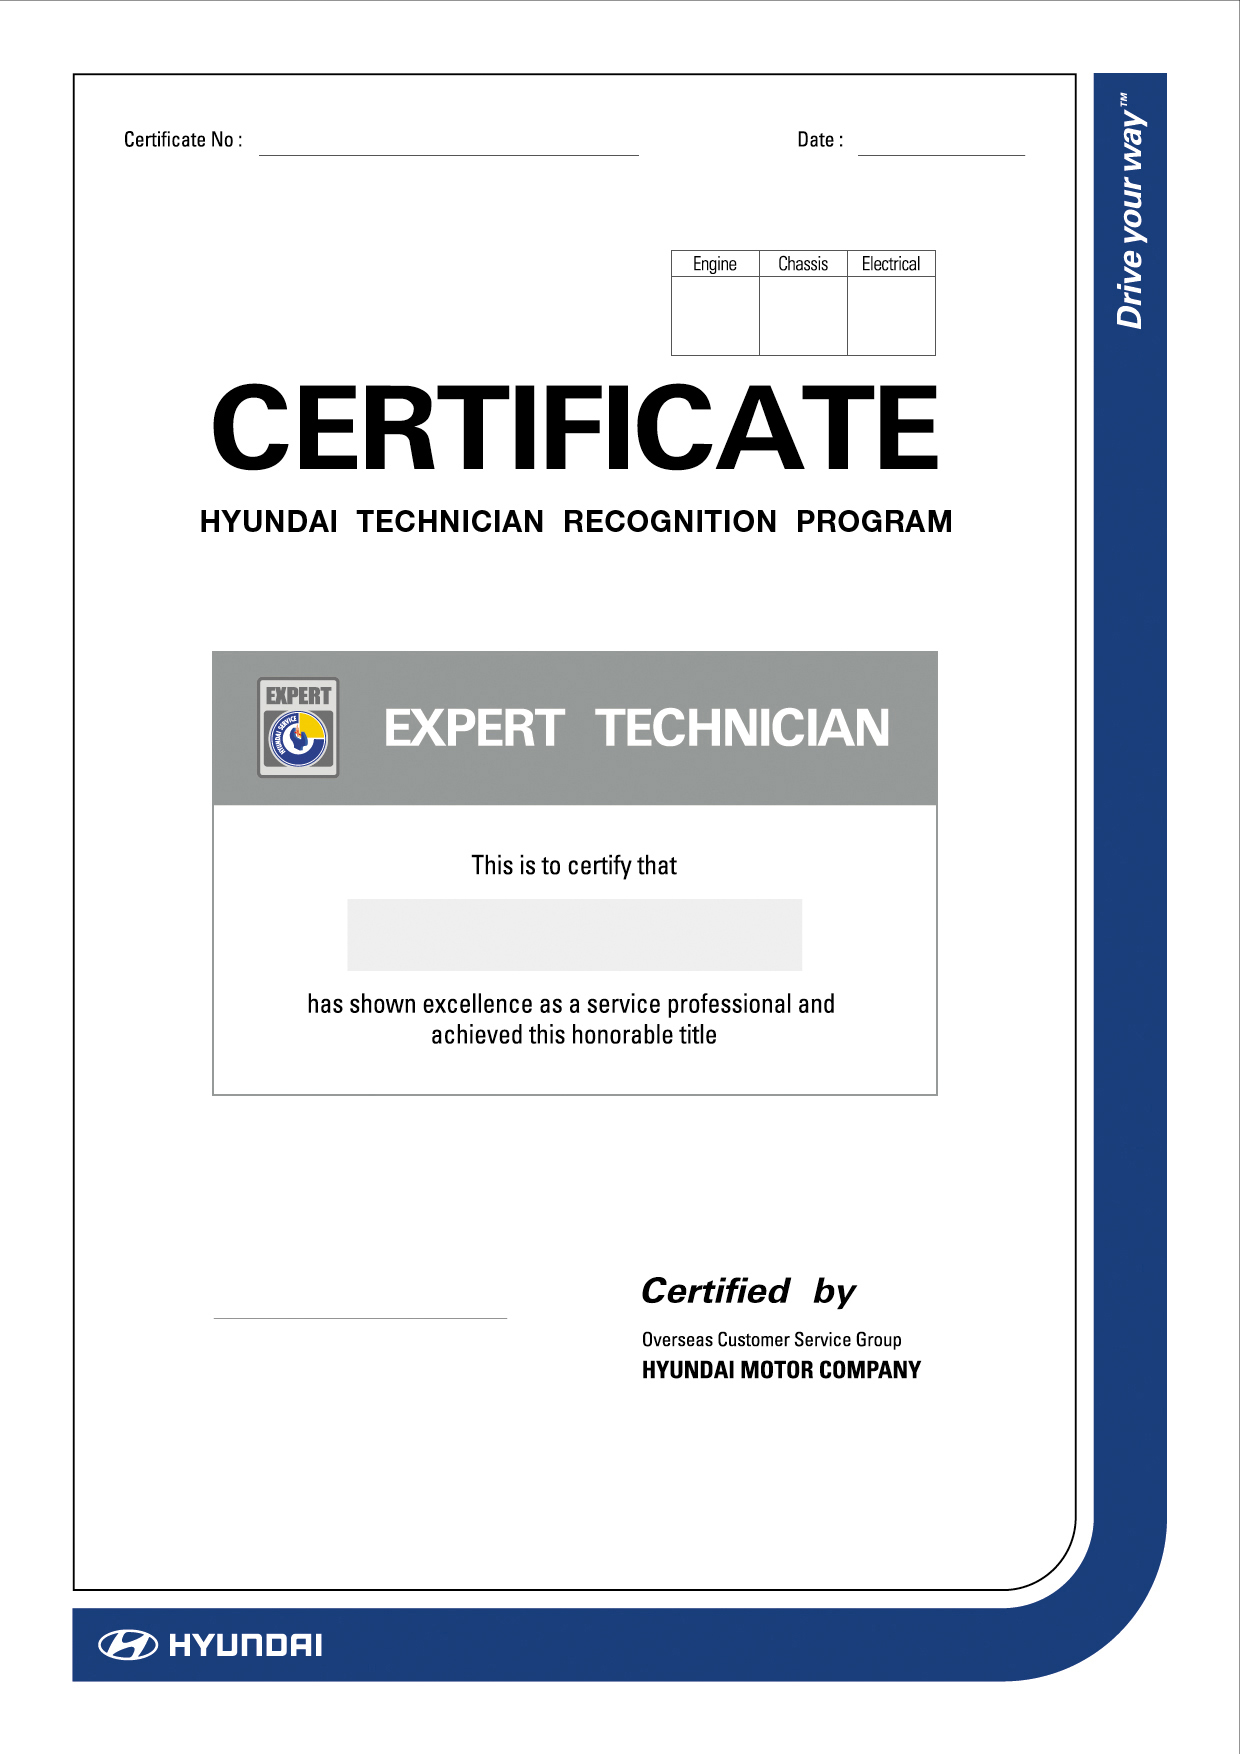 Drive your way™
Certificate No :
Date :
Engine Chassis Electrical
CERTIFICATE
HYUNDAI TECHNICIAN RECOGNITION PROGRAM
EXPERT
HYUNDAI SERVICE
EXPERT TECHNICIAN
This is to certify that
has shown excellence as a service professional and
achieved this honorable title
Certified by
Overseas Customer Service Group
HYUNDAI MOTOR COMPANY
HYUNDAI